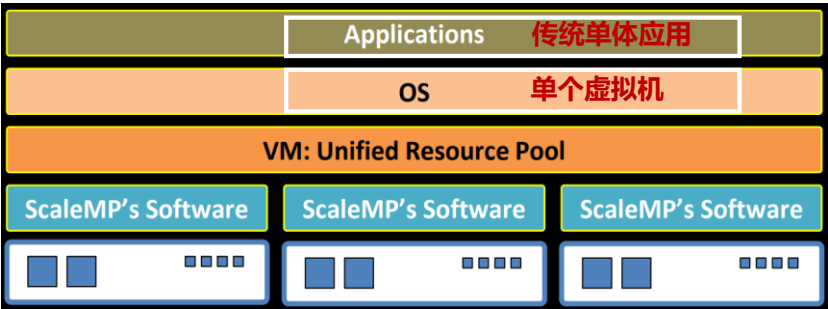 Applications 传统单体应用
OS 单个虚拟机
VM: Unified Resource Pool
ScaleMP's Software ScaleMP's Software ScaleMP's Software